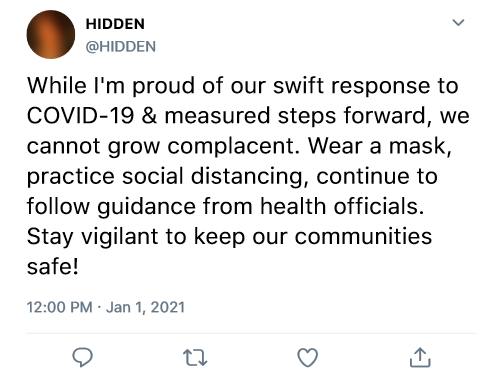 HIDDEN
@HIDDEN
While I'm proud of our swift response to
COVID-19 & measured steps forward, we
cannot grow complacent. Wear a mask,
practice social distancing, continue to
follow guidance from health officials.
Stay vigilant to keep our communities
safe!
12:00 PM · Jan 1, 2021